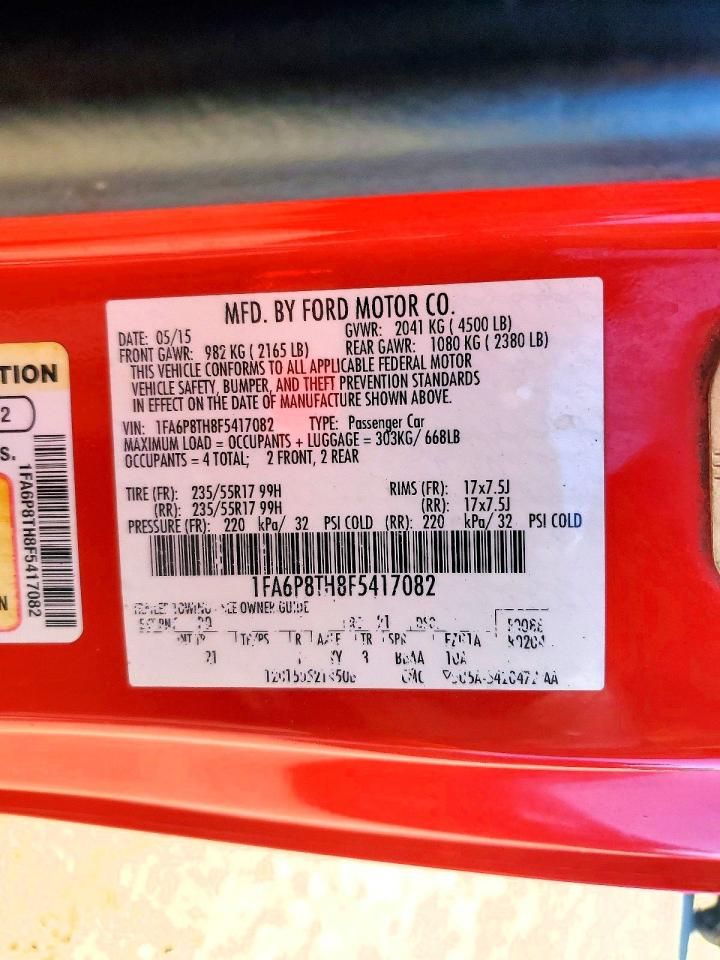 MFD. BY FORD MOTOR CO.
DATE: 05/15 GVWR: 2041 KG ( 4500 LB)
FRONT GAWR: 982 KG ( 2165 LB) REAR GAWR: 1080 KG ( 2380 LB)
THIS VEHICLE CONFORMS TO ALL APPLICABLE FEDERAL MOTOR
VEHICLE SAFETY, BUMPER, AND THEFT PREVENTION STANDARDS
IN EFFECT ON THE DATE OF MANUFACTURE SHOWN ABOVE.
VIN: 1FA6P8TH8F5417082 TYPE: Passenger Car
MAXIMUM LOAD = OCCUPANTS + LUGGAGE = 303KG/ 668LB
OCCUPANTS = 4 TOTAL; 2 FRONT, 2 REAR
TIRE (FR): 235/55R17 99H RIMS (FR): 17x7.5J
(RR): 235/55R17 99H (RR): 17x7.5J
PRESSURE (FR): 220 kPa/ 32 PSI COLD (RR): 220 kPa/ 32 PSI COLD
1FA6P8TH8F5417082
OWNER GUIDE
TION
2
S.
N
1FA6P8TH8F5417082